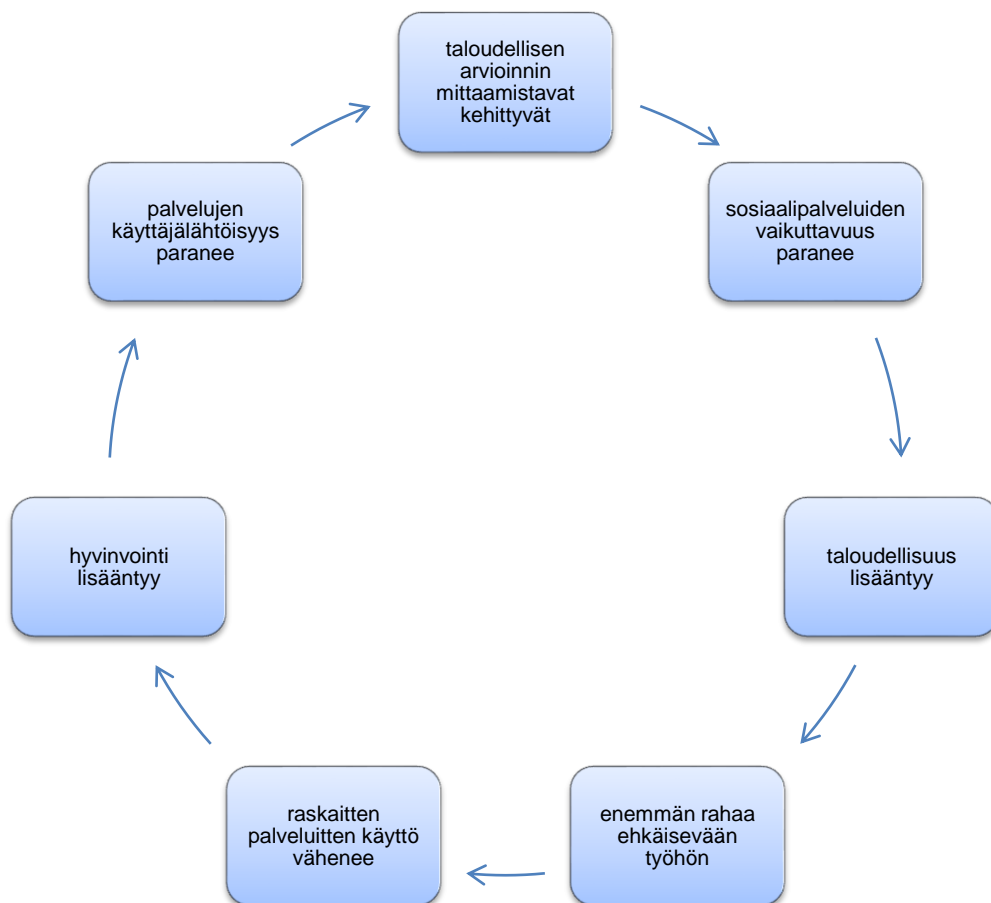 taloudellisen
arvioinnin
mittaamistavat
kehittyvät
sosiaalipalveluiden
vaikuttavuus
paranee
taloudellisuus
lisääntyy
enemmän rahaa
ehkäisevään
työhön
raskaitten
palveluitten käyttö
vähenee
hyvinvointi
lisääntyy
palvelujen
käyttäjälähtöisyys
paranee